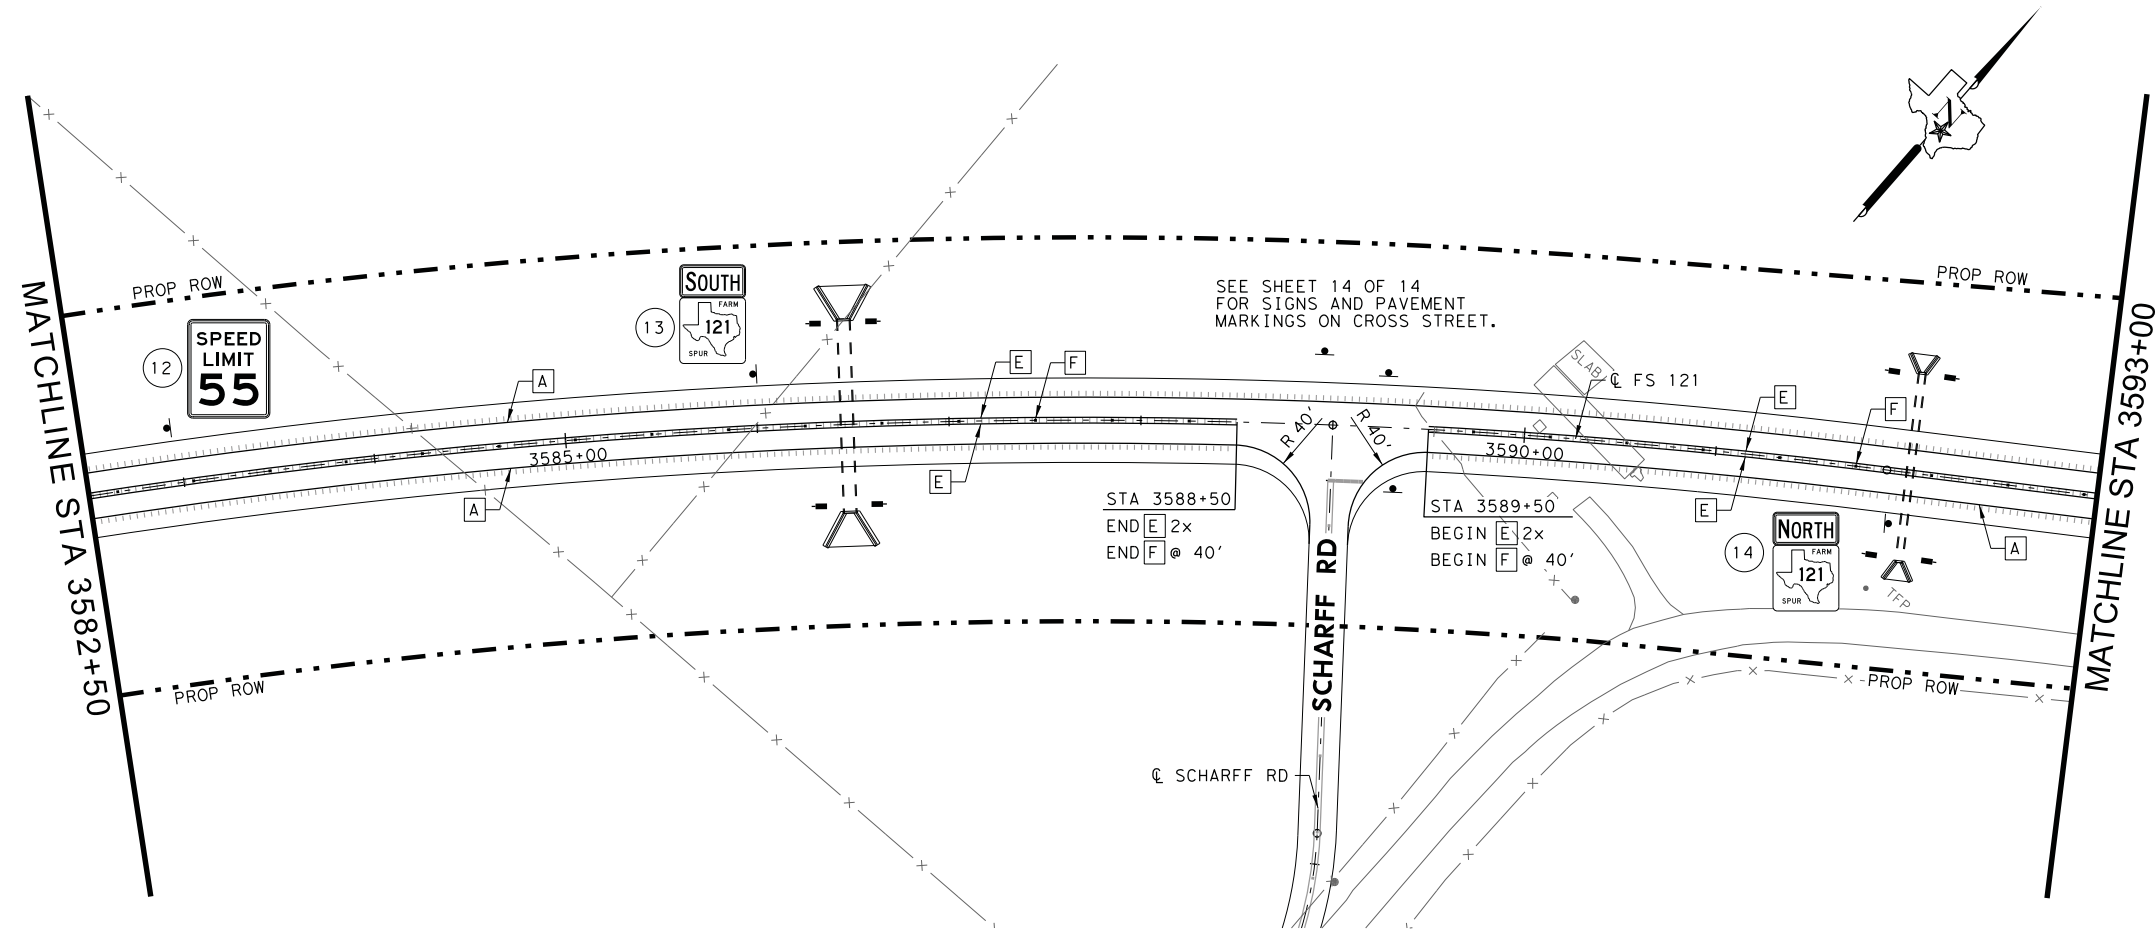 MATCHLINE STA 3582+50
PROP ROW
12
SPEED
LIMIT
55
13
SOUTH
FARM
121
SPUR
A
A
3585+00
E
F
E
SEE SHEET 14 OF 14
FOR SIGNS AND PAVEMENT
MARKINGS ON CROSS STREET.
R 40'
R 40'
STA 3588+50
END E 2x
END F @ 40'
STA 3589+50
BEGIN E 2x
BEGIN F @ 40'
3590+00
SLAB
℄ FS 121
E
F
E
A
14
NORTH
FARM
121
SPUR
TFP
N
PROP ROW
PROP ROW
PROP ROW
SCHARFF RD
℄ SCHARFF RD
MATCHLINE STA 3593+00